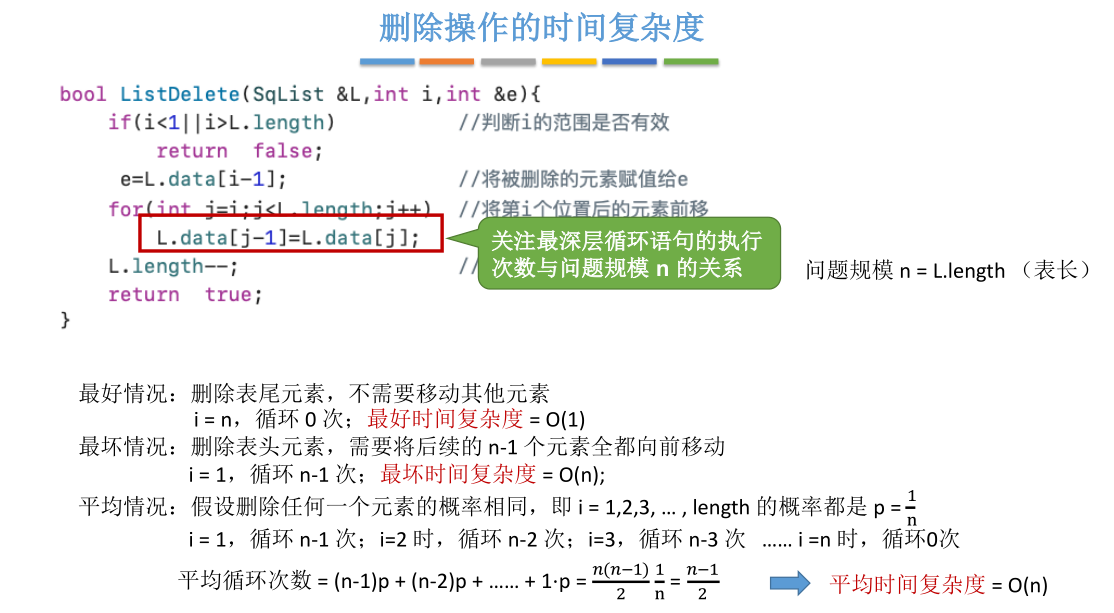 删除操作的时间复杂度
bool ListDelete(SqList &L,int i,int &e){
if(i<1||i>L.length) //判断i的范围是否有效
return false;
e=L.data[i-1]; //将被删除的元素赋值给e
for(int j=i;j<L.length;j++) //将第i个位置后的元素前移
L.data[j-1]=L.data[j];
关注最深层循环语句的执行
次数与问题规模 n 的关系
L.length--; //
问题规模 n = L.length （表长）
return true;
}
最好情况：删除表尾元素，不需要移动其他元素
i = n，循环 0 次；最好时间复杂度 = O(1)
最坏情况：删除表头元素，需要将后续的 n-1 个元素全都向前移动
i = 1，循环 n-1 次；最坏时间复杂度 = O(n);
平均情况：假设删除任何一个元素的概率相同，即 i = 1,2,3, … , length 的概率都是 p = 1/n
i = 1，循环 n-1 次；i=2 时，循环 n-2 次；i=3，循环 n-3 次 …… i =n 时，循环0次
平均循环次数 = (n-1)p + (n-2)p + …… + 1·p = n(n−1)/2 1/n = n−1/2 平均时间复杂度 = O(n)